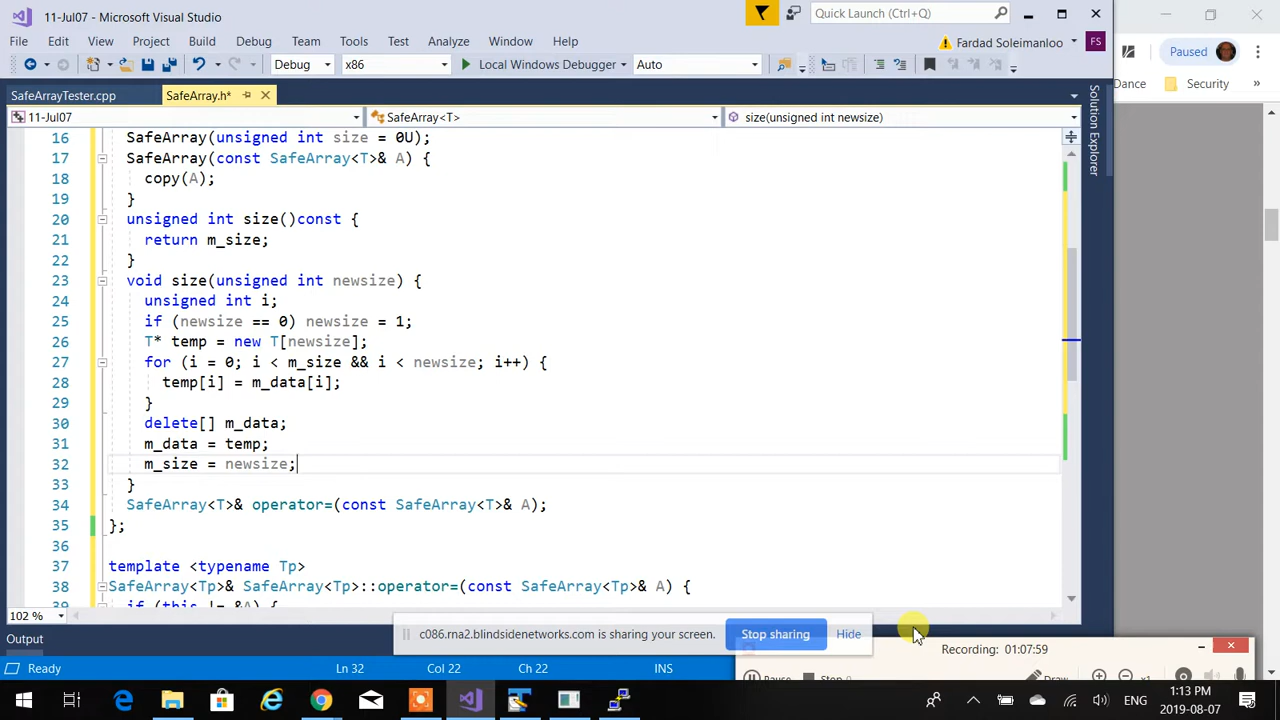 11-Jul07 - Microsoft Visual Studio
Quick Launch (Ctrl+Q)
File Edit View Project Build Debug Team Tools Test Analyze Window Help
Fardad Soleimanloo FS
Paused
Debug x86 Local Windows Debugger Auto
Dance Security
SafeArrayTester.cpp SafeArray.h*
11-Jul07 SafeArray<T> size(unsigned int newsize)
Solution Explorer
16 SafeArray(unsigned int size = 0U);
17 SafeArray(const SafeArray<T>& A) {
18 copy(A);
19 }
20 unsigned int size()const {
21 return m_size;
22 }
23 void size(unsigned int newsize) {
24 unsigned int i;
25 if (newsize == 0) newsize = 1;
26 T* temp = new T[newsize];
27 for (i = 0; i < m_size && i < newsize; i++) {
28 temp[i] = m_data[i];
29 }
30 delete[] m_data;
31 m_data = temp;
32 m_size = newsize;
33 }
34 SafeArray<T>& operator=(const SafeArray<T>& A);
35 };
36
37 template <typename Tp>
38 SafeArray<Tp>& SafeArray<Tp>::operator=(const SafeArray<Tp>& A) {
39 if (this != &A) {
102 %
c086.rna2.blindsidenetworks.com is sharing your screen. Stop sharing Hide
Output
Recording: 01:07:59
Ready Ln 32 Col 22 Ch 22 INS
Pause Stop Draw x1
ENG
1:13 PM
2019-08-07